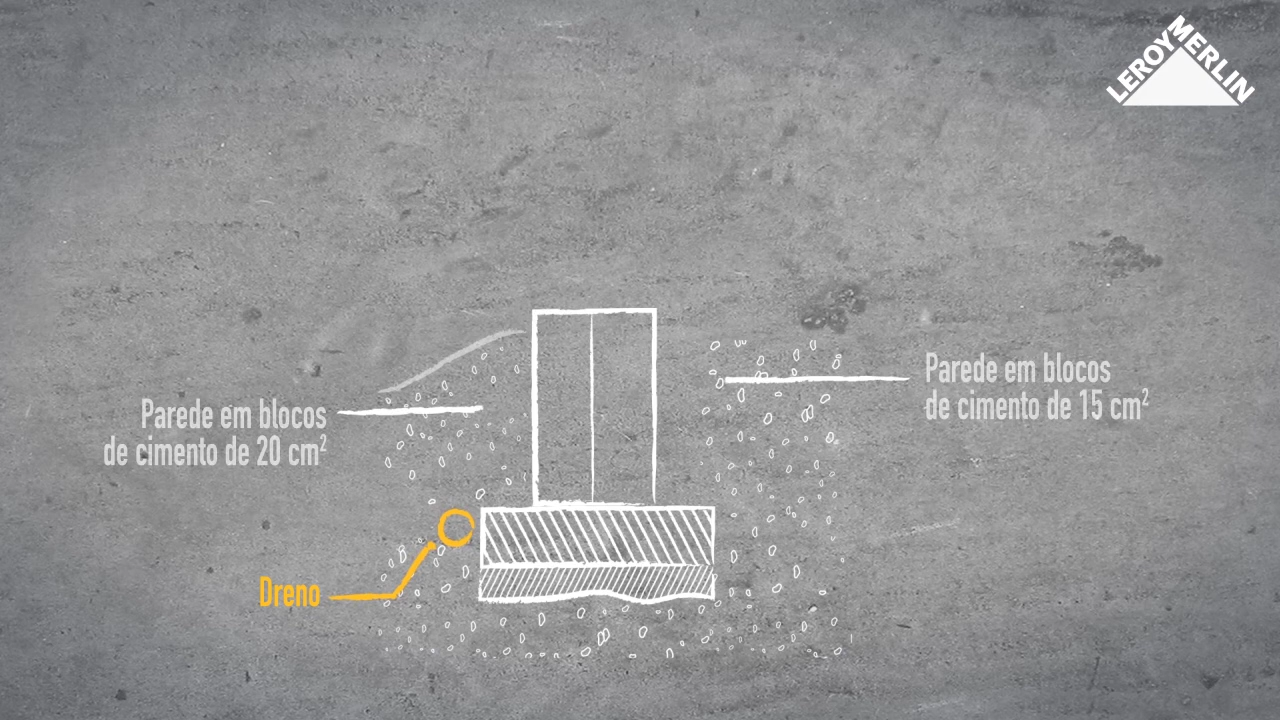 LEROY MERLIN
Parede em blocos
de cimento de 15 cm²
Parede em blocos
de cimento de 20 cm²
Dreno